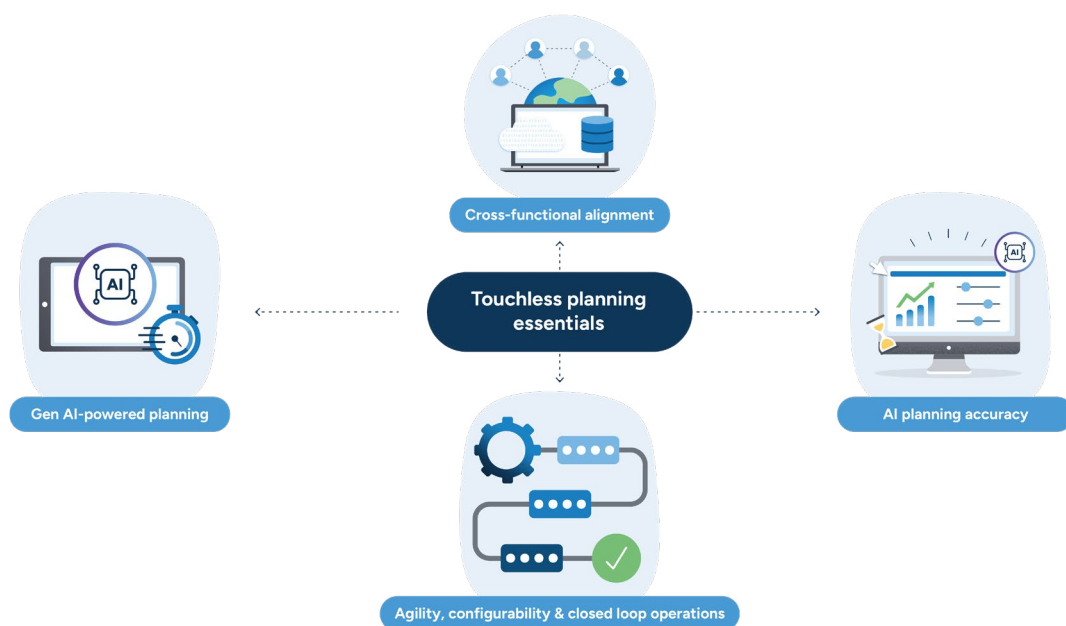 Cross-functional alignment
Touchless planning
essentials
AI
Gen AI-powered planning
AI
AI planning accuracy
Agility, configurability & closed loop operations